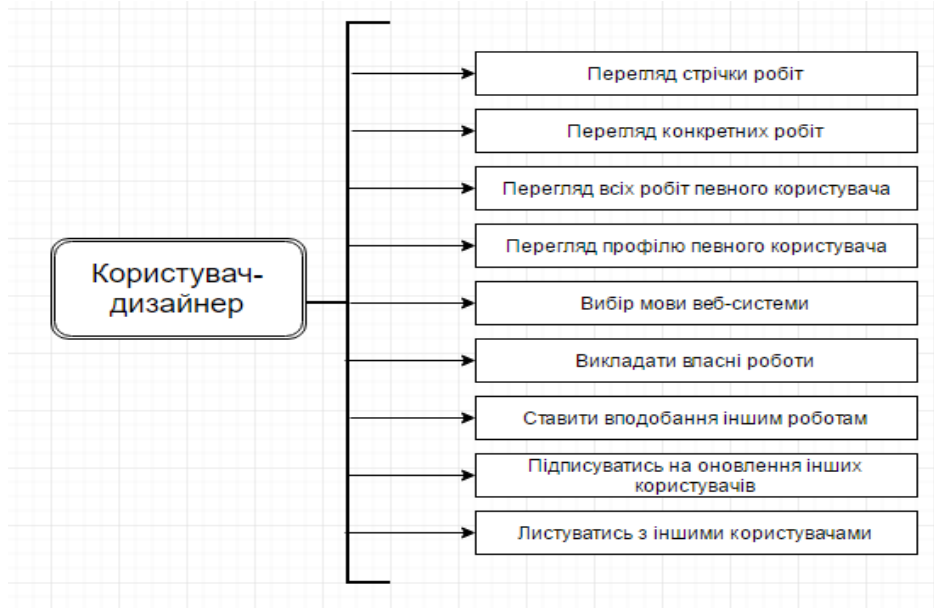 Перегляд стрічки робіт
Перегляд конкретних робіт
Перегляд всіх робіт певного користувача
Перегляд профілю певного користувача
Користувач-
дизайнер
Вибір мови веб-системи
Викладати власні роботи
Ставити вподобання іншим роботам
Підписуватись на оновлення інших
користувачів
Листуватись з іншими користувачами